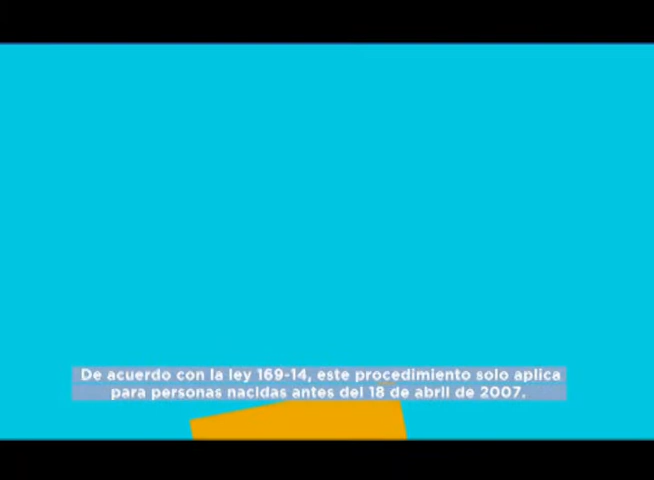 De acuerdo con la ley 169-14, este procedimiento solo aplica
para personas nacidas antes del 18 de abril de 2007.